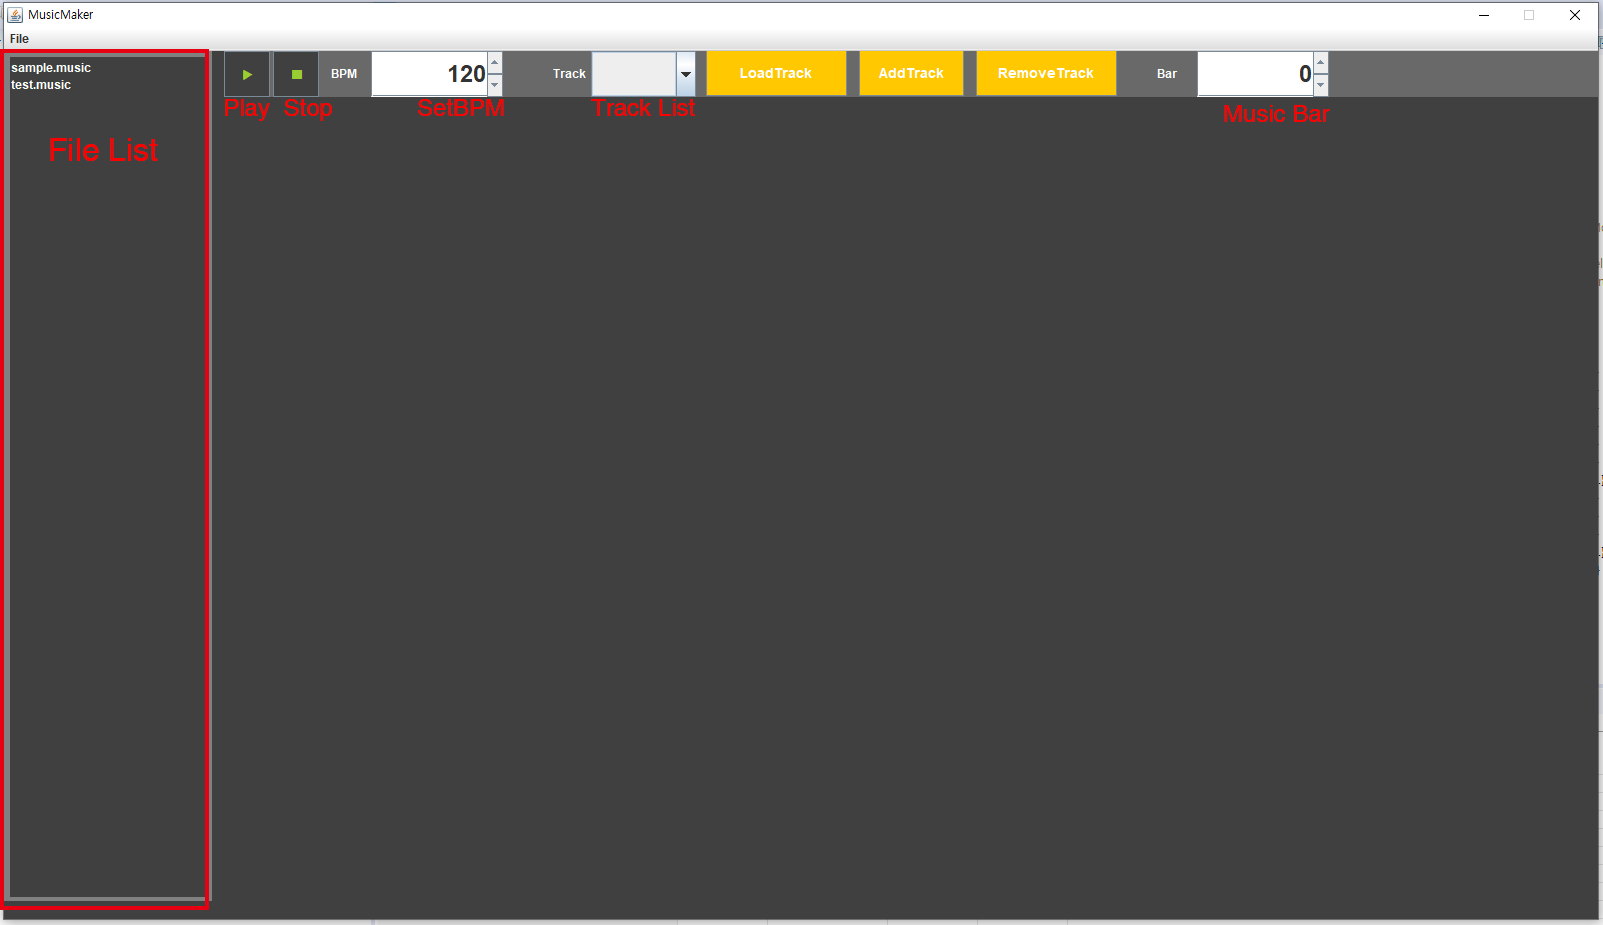 MusicMaker
File
sample.music
test.music
File List
BPM
120
Track
LoadTrack
AddTrack
RemoveTrack
Bar
0
Play
Stop
SetBPM
Track List
Music Bar